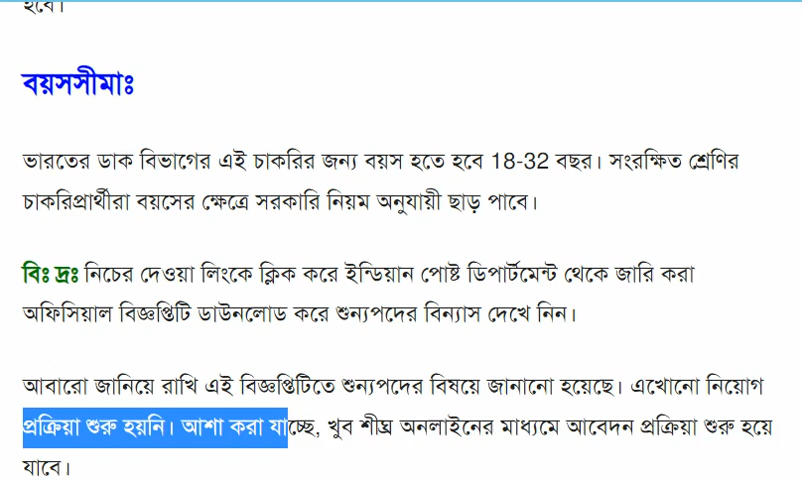 হবে।
বয়সসীমাঃ
ভারতের ডাক বিভাগের এই চাকরির জন্য বয়স হতে হবে 18-32 বছর। সংরক্ষিত শ্রেণির
চাকরিপ্রার্থীরা বয়সের ক্ষেত্রে সরকারি নিয়ম অনুযায়ী ছাড় পাবে।
বিঃ দ্রঃ নিচের দেওয়া লিংকে ক্লিক করে ইন্ডিয়ান পোষ্ট ডিপার্টমেন্ট থেকে জারি করা
অফিসিয়াল বিজ্ঞপ্তিটি ডাউনলোড করে শুন্যপদের বিন্যাস দেখে নিন।
আবারো জানিয়ে রাখি এই বিজ্ঞপ্তিটিতে শুন্যপদের বিষয়ে জানানো হয়েছে। এখোনো নিয়োগ
প্রক্রিয়া শুরু হয়নি। আশা করা যাচ্ছে, খুব শীঘ্র অনলাইনের মাধ্যমে আবেদন প্রক্রিয়া শুরু হয়ে
যাবে।